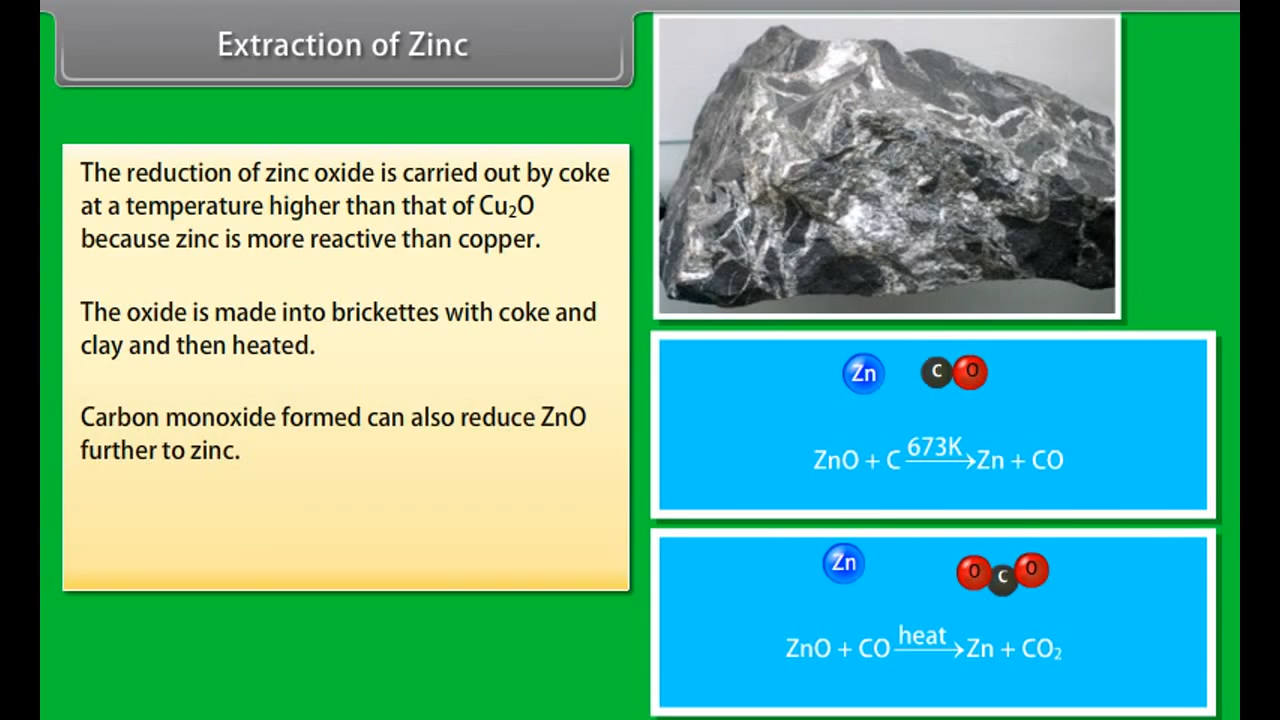 Extraction of Zinc
The reduction of zinc oxide is carried out by coke
at a temperature higher than that of Cu₂O
because zinc is more reactive than copper.
The oxide is made into brickettes with coke and
clay and then heated.
Carbon monoxide formed can also reduce ZnO
further to zinc.
Zn C O
ZnO + C 673K→ Zn + CO
Zn O C O
ZnO + CO heat→ Zn + CO₂